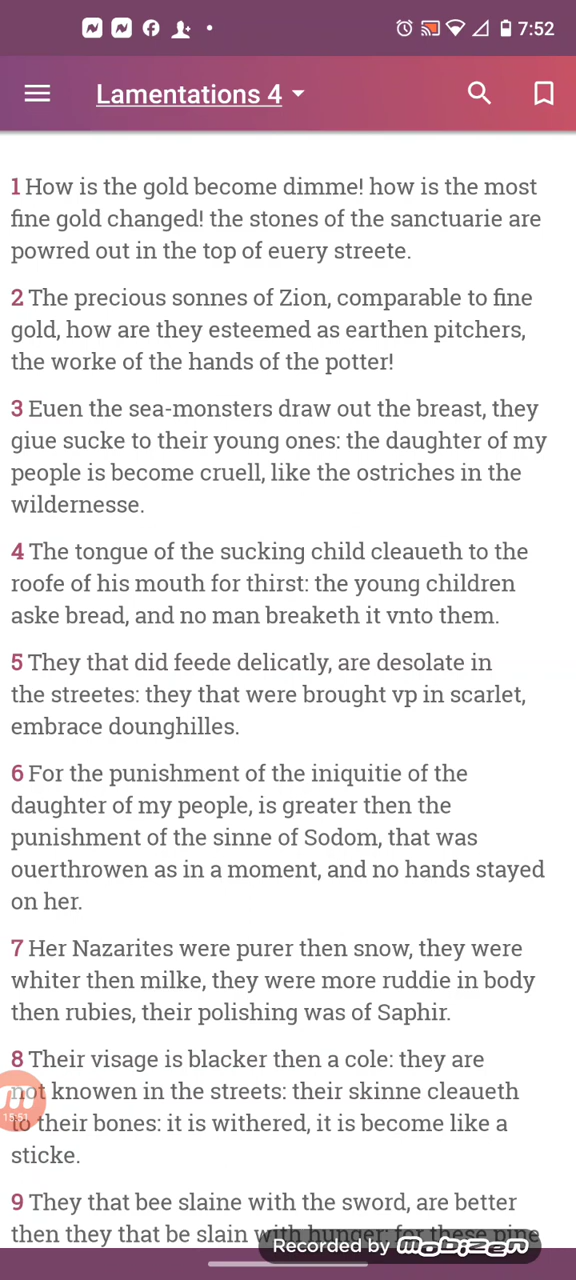 7:52
Lamentations 4
1 How is the gold become dimme! how is the most
fine gold changed! the stones of the sanctuarie are
powred out in the top of euery streete.
2 The precious sonnes of Zion, comparable to fine
gold, how are they esteemed as earthen pitchers,
the worke of the hands of the potter!
3 Euen the sea-monsters draw out the breast, they
giue sucke to their young ones: the daughter of my
people is become cruell, like the ostriches in the
wildernesse.
4 The tongue of the sucking child cleaueth to the
roofe of his mouth for thirst: the young children
aske bread, and no man breaketh it vnto them.
5 They that did feede delicatly, are desolate in
the streetes: they that were brought vp in scarlet,
embrace dounghilles.
6 For the punishment of the iniquitie of the
daughter of my people, is greater then the
punishment of the sinne of Sodom, that was
ouerthrowen as in a moment, and no hands stayed
on her.
7 Her Nazarites were purer then snow, they were
whiter then milke, they were more ruddie in body
then rubies, their polishing was of Saphir.
8 Their visage is blacker then a cole: they are
not knowen in the streets: their skinne cleaueth
to their bones: it is withered, it is become like a
sticke.
15:51
9 They that bee slaine with the sword, are better
then they that be slain with hunger: for these pine
Recorded by mobizen